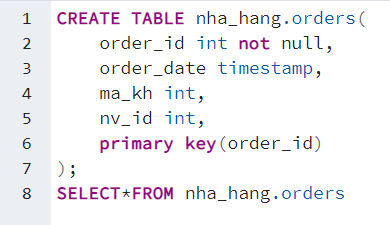 1 CREATE TABLE nha_hang.orders(
2     order_id int not null,
3     order_date timestamp,
4     ma_kh int,
5     nv_id int,
6     primary key(order_id)
7 );
8 SELECT*FROM nha_hang.orders